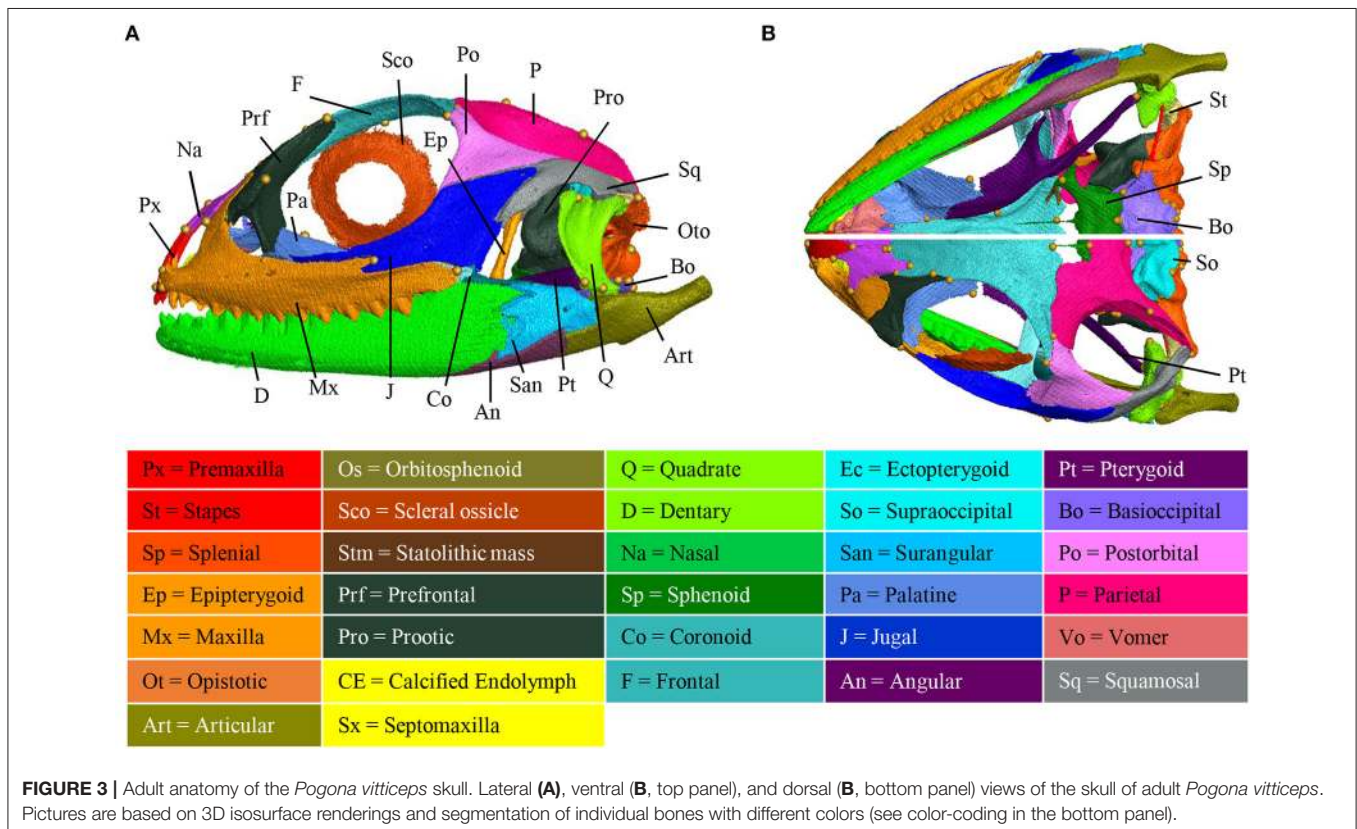 A
B
Sco
Po
P
F
Pro
Prf
Ep
St
Na
Sq
Sp
Px
Pa
Oto
Bo
Bo
So
Art
Pt
D
Mx
J
Co
An
San
Pt
Q
Px = Premaxilla
Os = Orbitosphenoid
Q = Quadrate
Ec = Ectopterygoid
Pt = Pterygoid
St = Stapes
Sco = Scleral ossicle
D = Dentary
So = Supraoccipital
Bo = Basioccipital
Sp = Splenial
Stm = Statolithic mass
Na = Nasal
San = Surangular
Po = Postorbital
Ep = Epipterygoid
Prf = Prefrontal
Sp = Sphenoid
Pa = Palatine
P = Parietal
Mx = Maxilla
Pro = Prootic
Co = Coronoid
J = Jugal
Vo = Vomer
Ot = Opistotic
CE = Calcified Endolymph
F = Frontal
An = Angular
Sq = Squamosal
Art = Articular
Sx = Septomaxilla
FIGURE 3 | Adult anatomy of the Pogona vitticeps skull. Lateral (A), ventral (B, top panel), and dorsal (B, bottom panel) views of the skull of adult Pogona vitticeps.
Pictures are based on 3D isosurface renderings and segmentation of individual bones with different colors (see color-coding in the bottom panel).